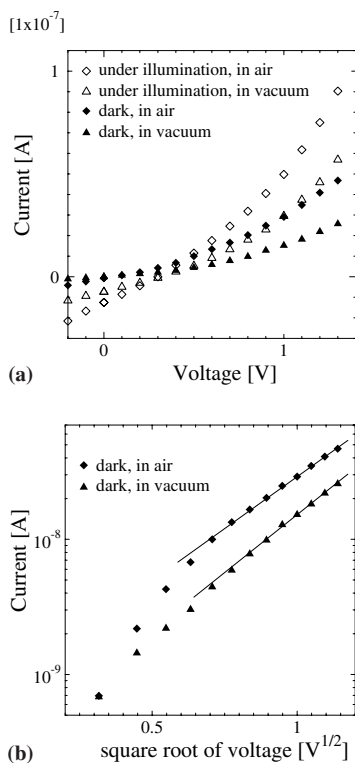 [1x10⁻⁷]
1
◇ under illumination, in air
△ under illumination, in vacuum
◆ dark, in air
▲ dark, in vacuum
Current [A]
0
0
1
(a)
Voltage [V]
◆ dark, in air
▲ dark, in vacuum
Current [A]
10⁻⁸
10⁻⁹
0.5
1
(b)
square root of voltage [V^1/2]